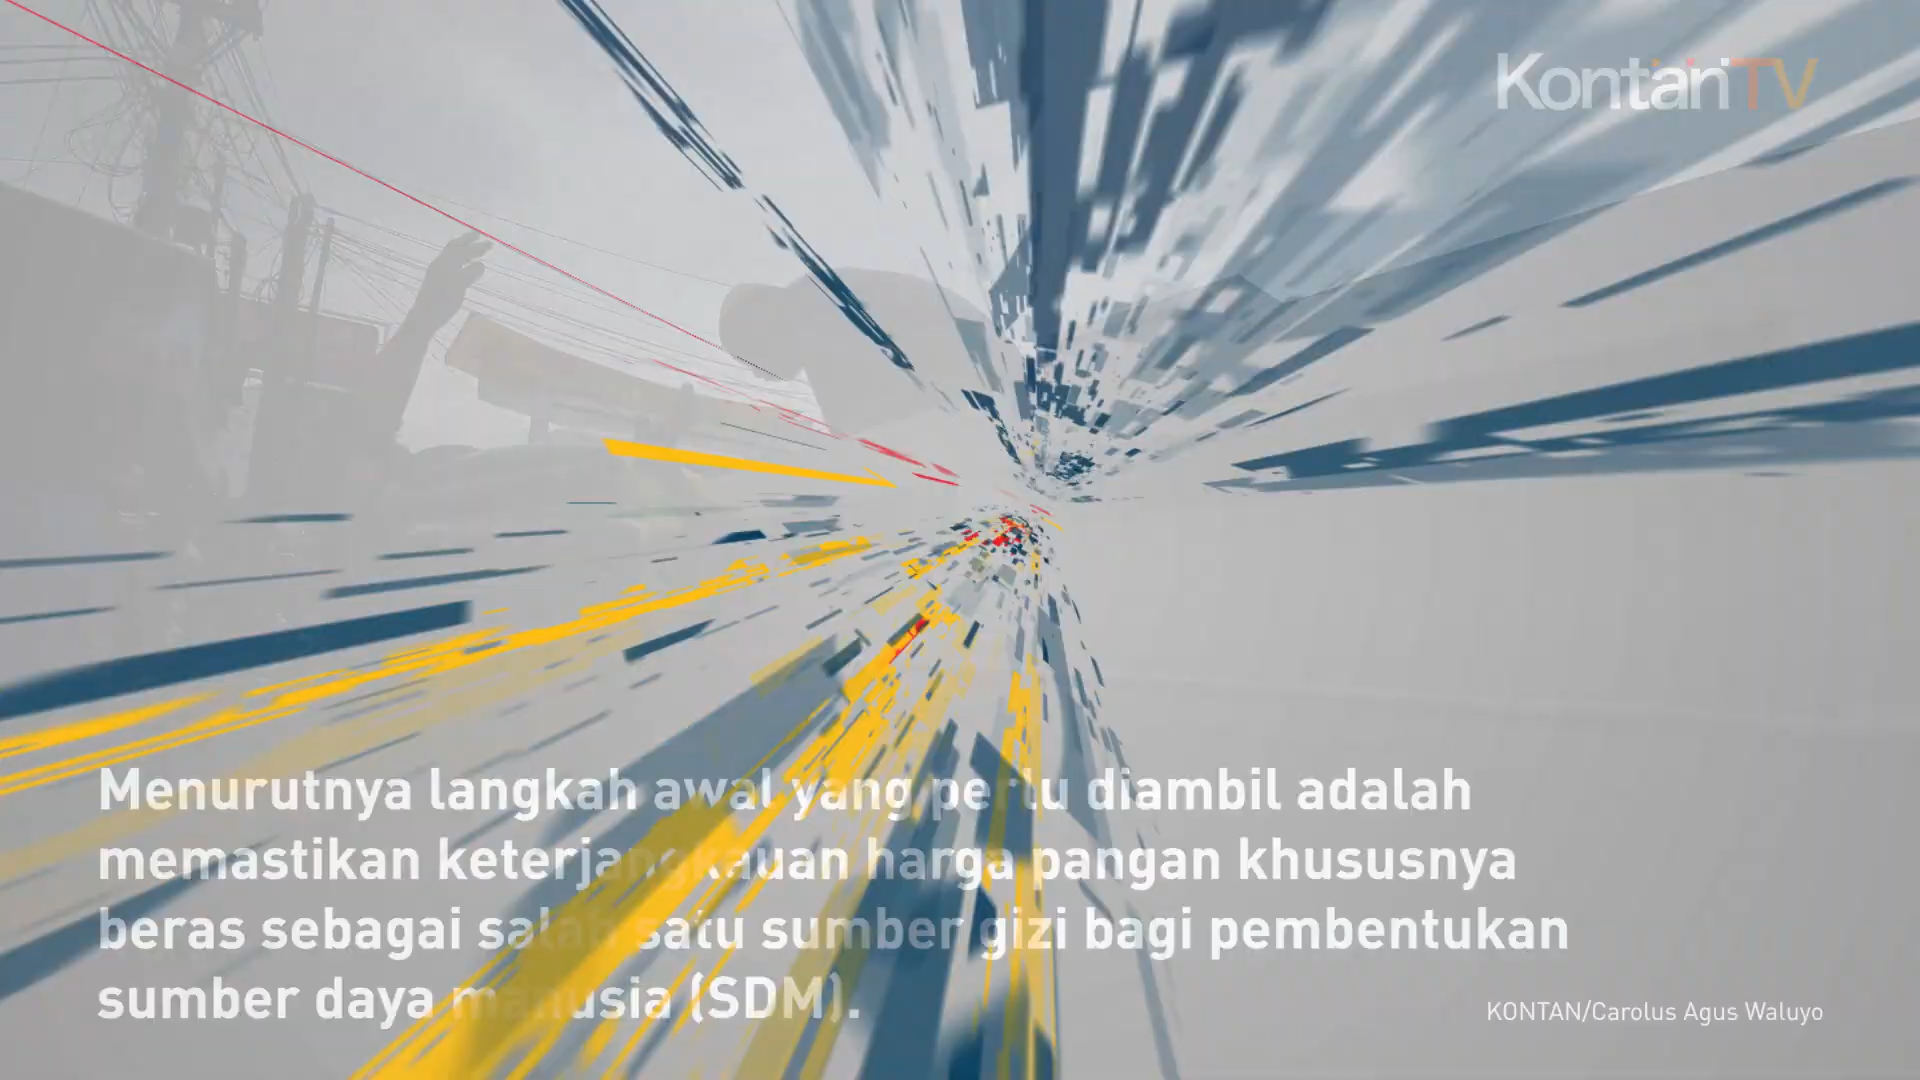 KontanTV
Menurutnya langkah awal yang perlu diambil adalah
memastikan keterjangkauan harga pangan khususnya
beras sebagai salah satu sumber gizi bagi pembentukan
sumber daya manusia (SDM).
KONTAN/Carolus Agus Waluyo